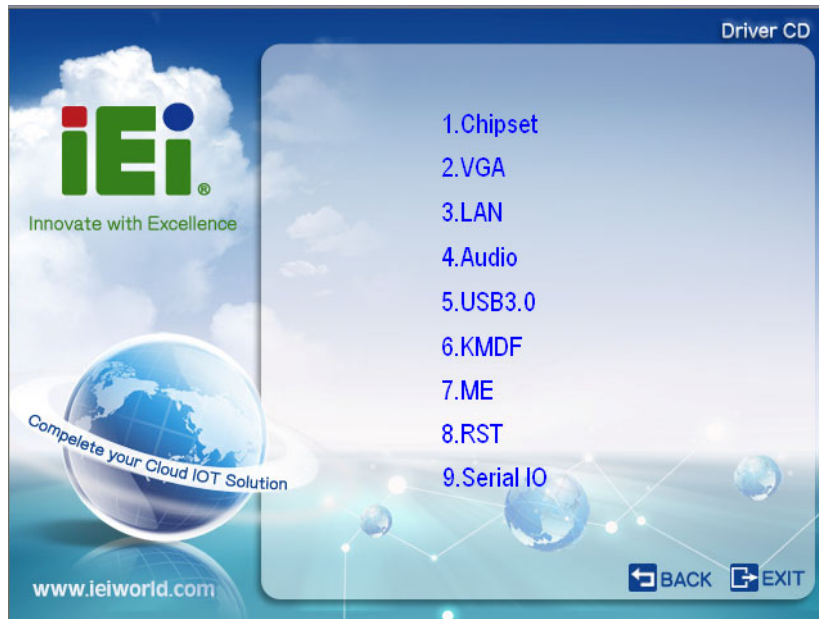 Driver CD
iEi®
Innovate with Excellence
1.Chipset
2.VGA
3.LAN
4.Audio
5.USB3.0
6.KMDF
7.ME
8.RST
9.Serial IO
Compelete your Cloud IOT Solution
www.ieiworld.com
BACK
EXIT